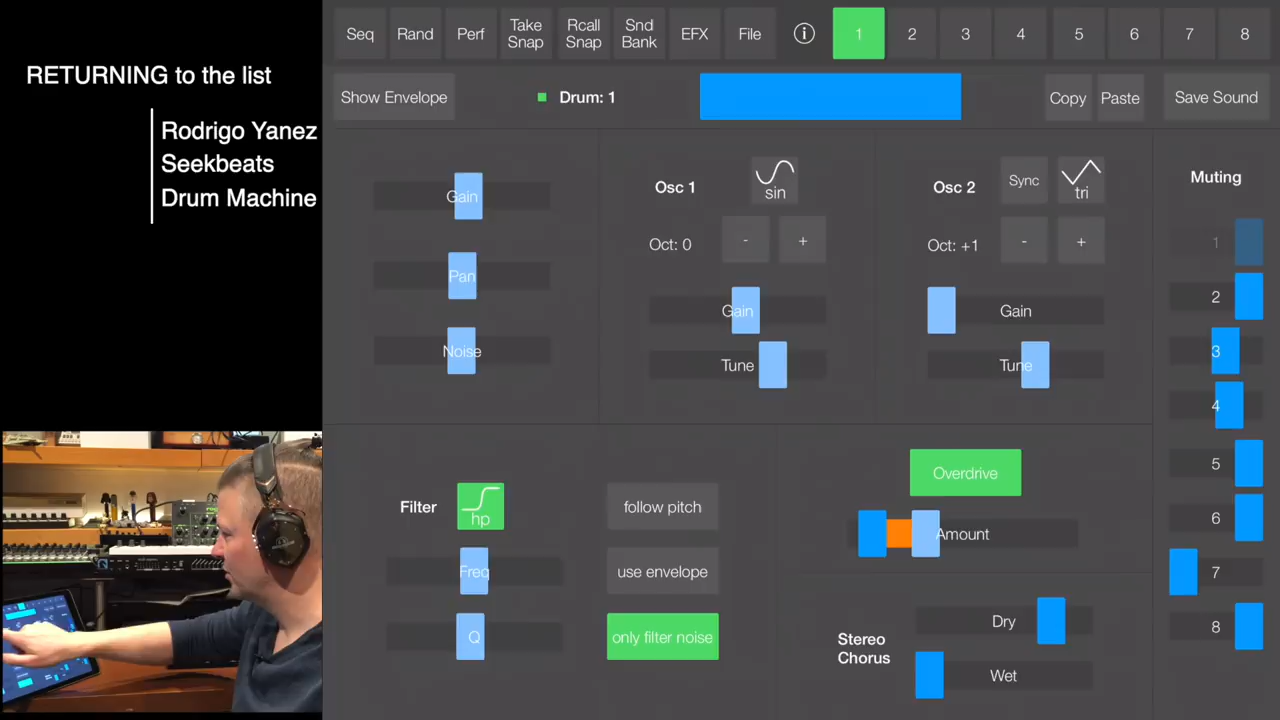 RETURNING to the list
Rodrigo Yanez
Seekbeats
Drum Machine
Seq
Rand
Perf
Take
Snap
Rcall
Snap
Snd
Bank
EFX
File
1
2
3
4
5
6
7
8
Show Envelope
Drum: 1
Copy
Paste
Save Sound
Gain
Pan
Noise
Osc 1
sin
Oct: 0
-
+
Gain
Tune
Osc 2
Sync
tri
Oct: +1
-
+
Gain
Tune
Muting
1
2
3
4
5
6
7
8
Filter
hp
Freq
Q
follow pitch
use envelope
only filter noise
Overdrive
Amount
Stereo
Chorus
Dry
Wet